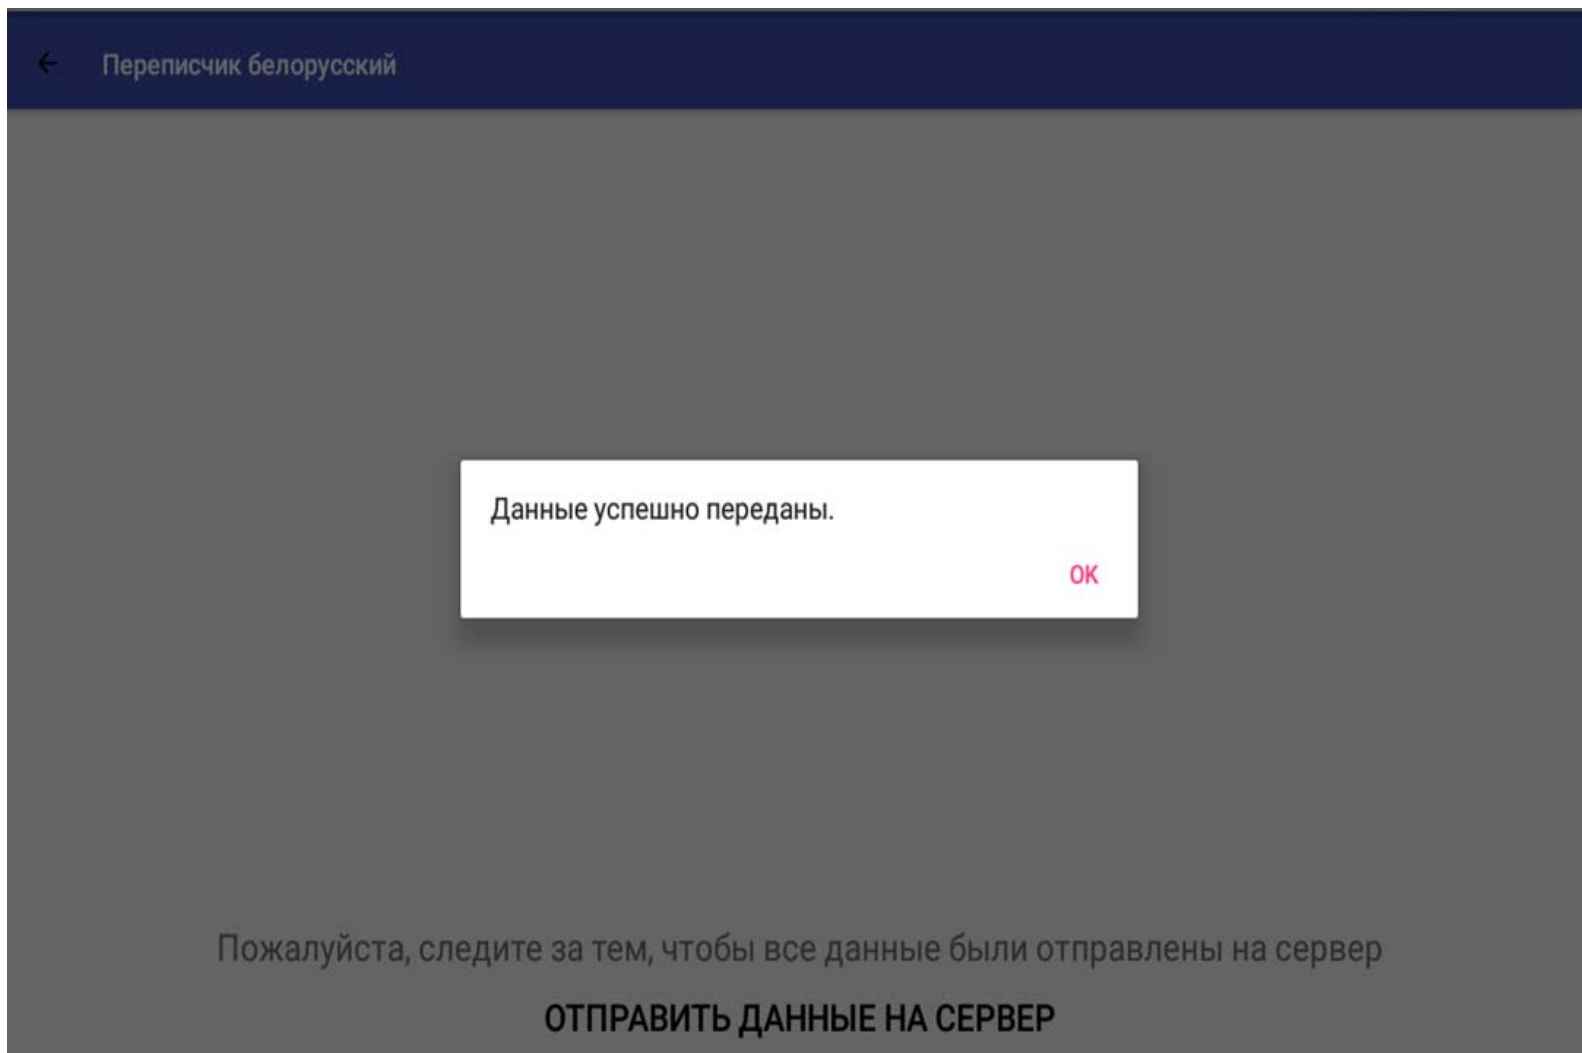 Переписчик белорусский
Данные успешно переданы.
ОК
Пожалуйста, следите за тем, чтобы все данные были отправлены на сервер
ОТПРАВИТЬ ДАННЫЕ НА СЕРВЕР